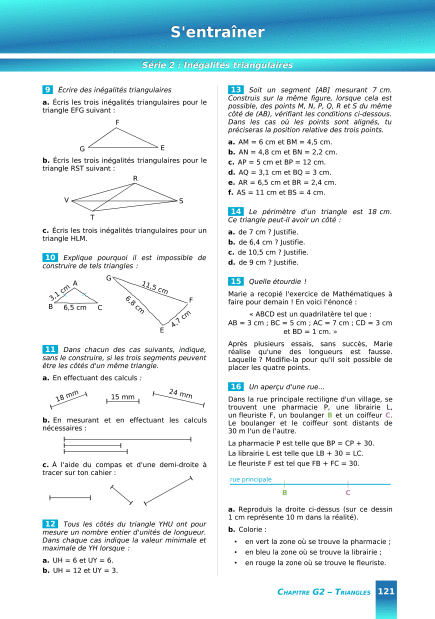 S'entraîner
Série 2 : Inégalités triangulaires
9 Écrire des inégalités triangulaires
a. Écris les trois inégalités triangulaires pour le
triangle EFG suivant :
F
G
E
b. Écris les trois inégalités triangulaires pour le
triangle RST suivant :
R
V
S
T
c. Écris les trois inégalités triangulaires pour un
triangle HLM.
10 Explique pourquoi il est impossible de
construire de tels triangles :
A
3,1 cm
B 6,5 cm C
G
11,5 cm
F
6,8 cm
4,7 cm
E
11 Dans chacun des cas suivants, indique,
sans le construire, si les trois segments peuvent
être les côtés d'un même triangle.
a. En effectuant des calculs :
18 mm
15 mm
24 mm
b. En mesurant et en effectuant les calculs
nécessaires :
c. À l'aide du compas et d'une demi-droite à
tracer sur ton cahier :
12 Tous les côtés du triangle YHU ont pour
mesure un nombre entier d'unités de longueur.
Dans chaque cas indique la valeur minimale et
maximale de YH lorsque :
a. UH = 6 et UY = 6.
b. UH = 12 et UY = 3.
13 Soit un segment [AB] mesurant 7 cm.
Construis sur la même figure, lorsque cela est
possible, des points M, N, P, Q, R et S du même
côté de (AB), vérifiant les conditions ci-dessous.
Dans les cas où les points sont alignés, tu
préciseras la position relative des trois points.
a. AM = 6 cm et BM = 4,5 cm.
b. AN = 4,8 cm et BN = 2,2 cm.
c. AP = 5 cm et BP = 12 cm.
d. AQ = 3,1 cm et BQ = 3 cm.
e. AR = 6,5 cm et BR = 2,4 cm.
f. AS = 11 cm et BS = 4 cm.
14 Le périmètre d'un triangle est 18 cm.
Ce triangle peut-il avoir un côté :
a. de 7 cm ? Justifie.
b. de 6,4 cm ? Justifie.
c. de 10,5 cm ? Justifie.
d. de 9 cm ? Justifie.
15 Quelle étourdie !
Marie a recopié l'exercice de Mathématiques à
faire pour demain ! En voici l'énoncé :
« ABCD est un quadrilatère tel que :
AB = 3 cm ; BC = 5 cm ; AC = 7 cm ; CD = 3 cm
et BD = 1 cm. »
Après plusieurs essais, sans succès, Marie
réalise qu'une des longueurs est fausse.
Laquelle ? Modifie-la pour qu'il soit possible de
placer les quatre points.
16 Un aperçu d'une rue...
Dans la rue principale rectiligne d'un village, se
trouvent une pharmacie P, une librairie L,
un fleuriste F, un boulanger B et un coiffeur C.
Le boulanger et le coiffeur sont distants de
30 m l'un de l'autre.
La pharmacie P est telle que BP = CP + 30.
La librairie L est telle que LB + 30 = LC.
Le fleuriste F est tel que FB + FC = 30.
rue principale
B
C
a. Reproduis la droite ci-dessus (sur ce dessin
1 cm représente 10 m dans la réalité).
b. Colorie :
• en vert la zone où se trouve la pharmacie ;
• en bleu la zone où se trouve la librairie ;
• en rouge la zone où se trouve le fleuriste.
CHAPITRE G2 – TRIANGLES 121